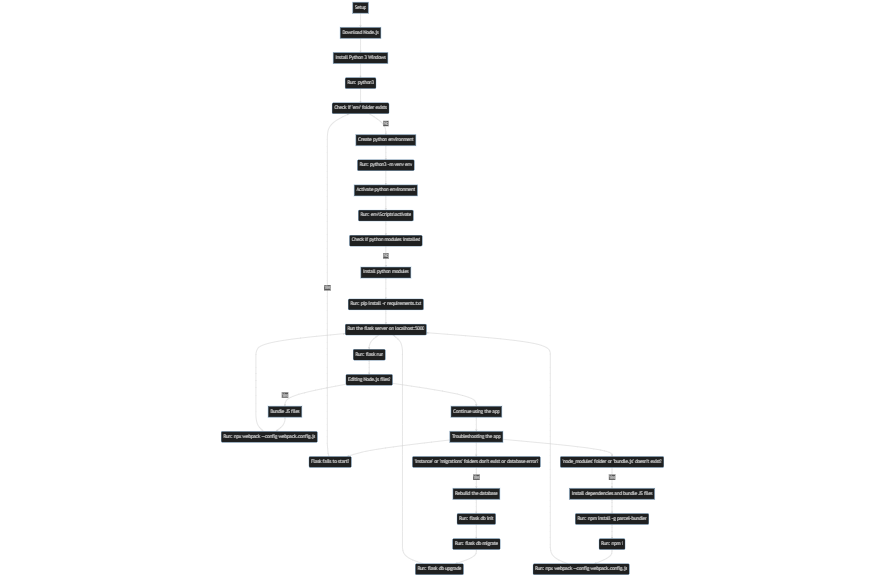 Setup
Download Node.js
Install Python 3 Windows
Run: python3
Check if 'env' folder exists
No
Create python environment
Run: python3 -m venv env
Activate python environment
Run: env\Scripts\activate
Check if python modules installed
No
Install python modules
Yes
Run: pip install -r requirements.txt
Run the flask server on localhost:5000
Run: flask run
Editing Node.js files?
Yes
Bundle JS files
Continue using the app
Run: npx webpack --config webpack.config.js
Troubleshooting the app
Flask fails to start?
'instance' or 'migrations' folders don't exist or database error?
'node_modules' folder or 'bundle.js' doesn't exist?
Yes
Yes
Rebuild the database
Install dependencies and bundle JS files
Run: flask db init
Run: npm install -g parcel-bundler
Run: flask db migrate
Run: npm i
Run: flask db upgrade
Run: npx webpack --config webpack.config.js